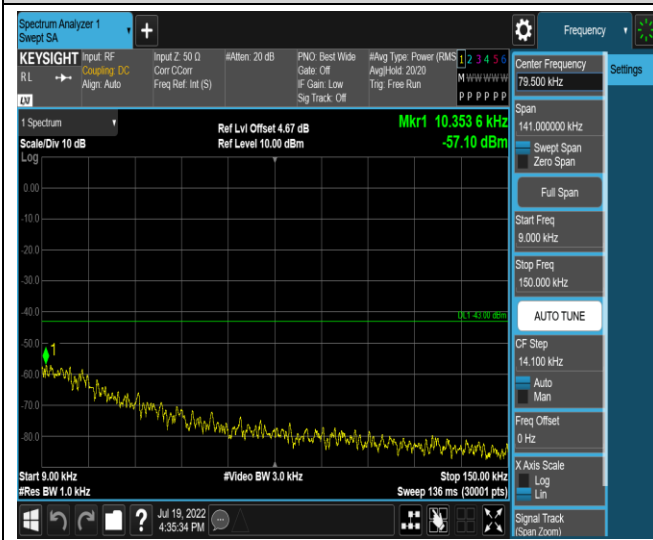 Spectrum Analyzer 1
Swept SA
+
Frequency
KEYSIGHT
RL
LXI
Input: RF
Coupling: DC
Align: Auto
Input Z: 50 Ω
Corr CCorr
Freq Ref: Int (S)
#Atten: 20 dB
PNO: Best Wide
Gate: Off
IF Gain: Low
Sig Track: Off
#Avg Type: Power (RMS
Avg|Hold: 20/20
Trig: Free Run
1 2 3 4 5 6
M W W W W W
P P P P P P
Center Frequency
79.500 kHz
Settings
Span
141.000000 kHz
Swept Span
Zero Span
Full Span
Start Freq
9.000 kHz
Stop Freq
150.000 kHz
AUTO TUNE
CF Step
14.100 kHz
Auto
Man
Freq Offset
0 Hz
X Axis Scale
Log
Lin
Signal Track
(Span Zoom)
1 Spectrum
Scale/Div 10 dB
Log
Ref Lvl Offset 4.67 dB
Ref Level 10.00 dBm
Mkr1 10.353 6 kHz
-57.10 dBm
0.00
-10.0
-20.0
-30.0
-40.0
DL1 -43.00 dBm
-50.0
1
-60.0
-70.0
-80.0
Start 9.00 kHz
#Video BW 3.0 kHz
Stop 150.00 kHz
#Res BW 1.0 kHz
Sweep 136 ms (30001 pts)
?
Jul 19, 2022
4:35:34 PM